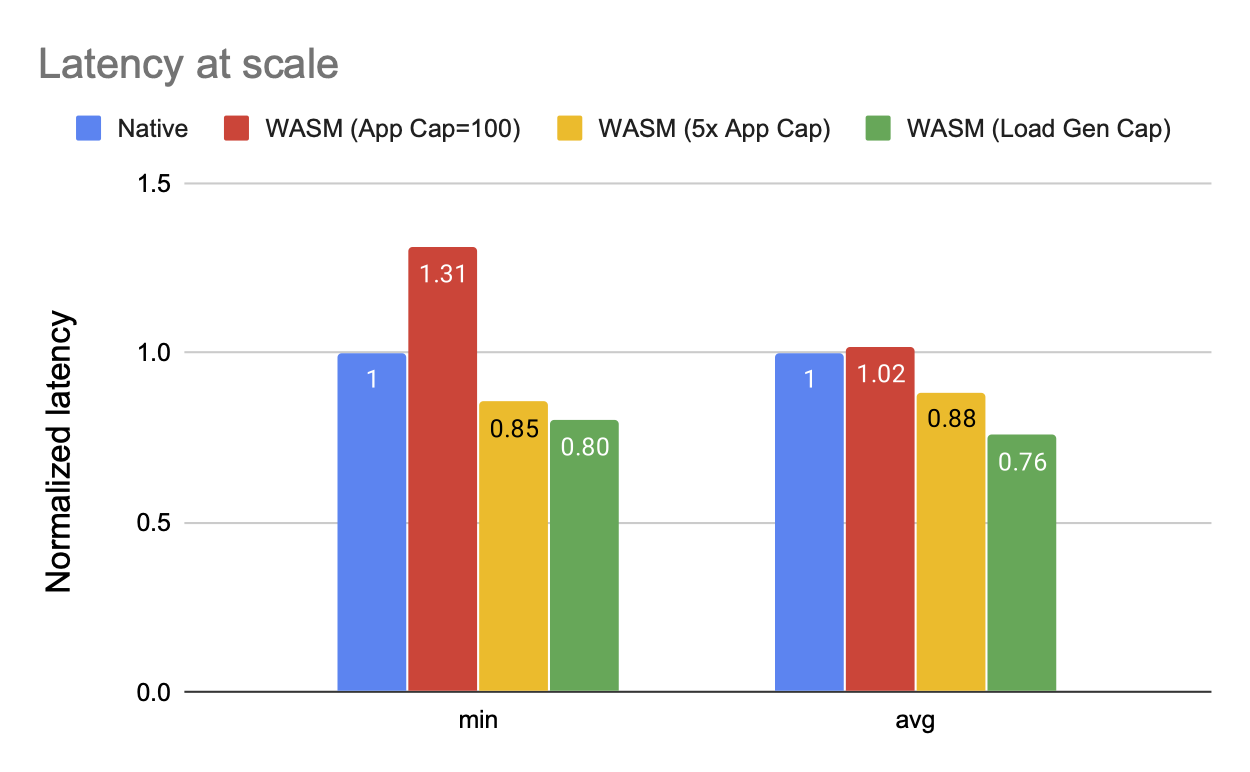 Latency at scale
Native WASM (App Cap=100) WASM (5x App Cap) WASM (Load Gen Cap)
1.5
1.0
0.5
0.0
Normalized latency
1 1.31 0.85 0.80
1 1.02 0.88 0.76
min avg